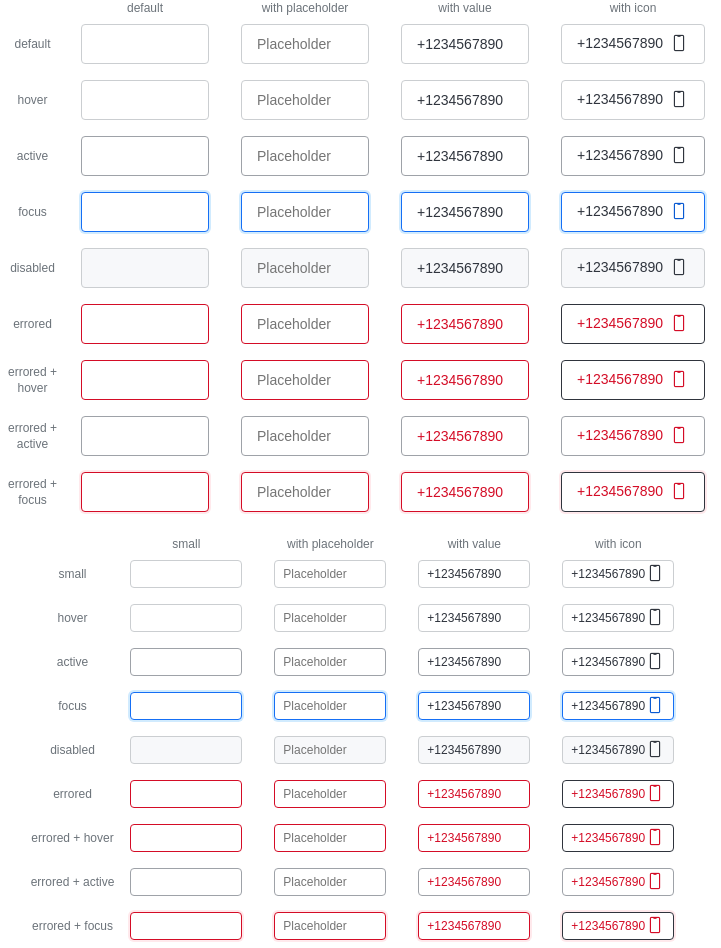 default with placeholder with value with icon
default Placeholder +1234567890 +1234567890
hover Placeholder +1234567890 +1234567890
active Placeholder +1234567890 +1234567890
focus Placeholder +1234567890 +1234567890
disabled Placeholder +1234567890 +1234567890
errored Placeholder +1234567890 +1234567890
errored +
hover Placeholder +1234567890 +1234567890
errored +
active Placeholder +1234567890 +1234567890
errored +
focus Placeholder +1234567890 +1234567890
small with placeholder with value with icon
small Placeholder +1234567890 +1234567890
hover Placeholder +1234567890 +1234567890
active Placeholder +1234567890 +1234567890
focus Placeholder +1234567890 +1234567890
disabled Placeholder +1234567890 +1234567890
errored Placeholder +1234567890 +1234567890
errored + hover Placeholder +1234567890 +1234567890
errored + active Placeholder +1234567890 +1234567890
errored + focus Placeholder +1234567890 +1234567890